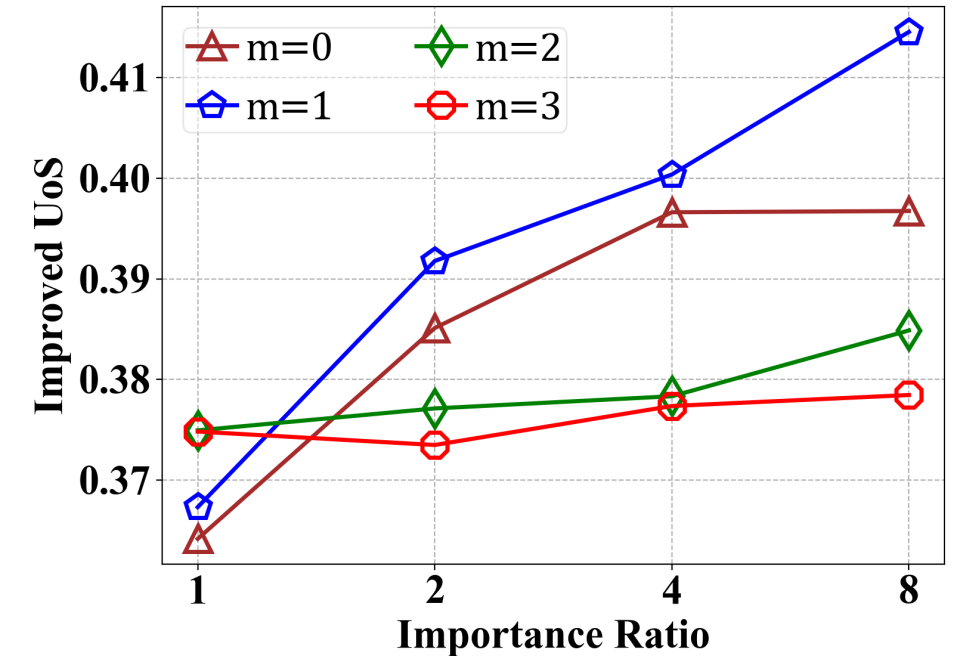 m=0 m=2
m=1 m=3
0.41
0.40
0.39
0.38
0.37
Improved UoS
1 2 4 8
Importance Ratio